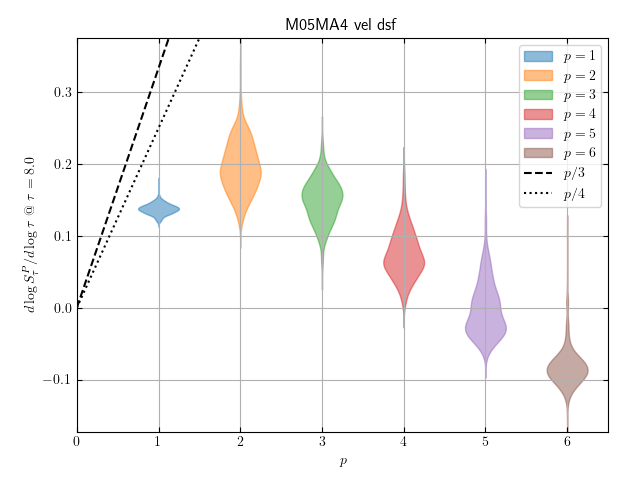 M05MA4 vel dsf
d log S_τ^P / d log τ @ τ = 8.0
0.3
0.2
0.1
0.0
−0.1
0 1 2 3 4 5 6
p
p = 1
p = 2
p = 3
p = 4
p = 5
p = 6
p/3
p/4